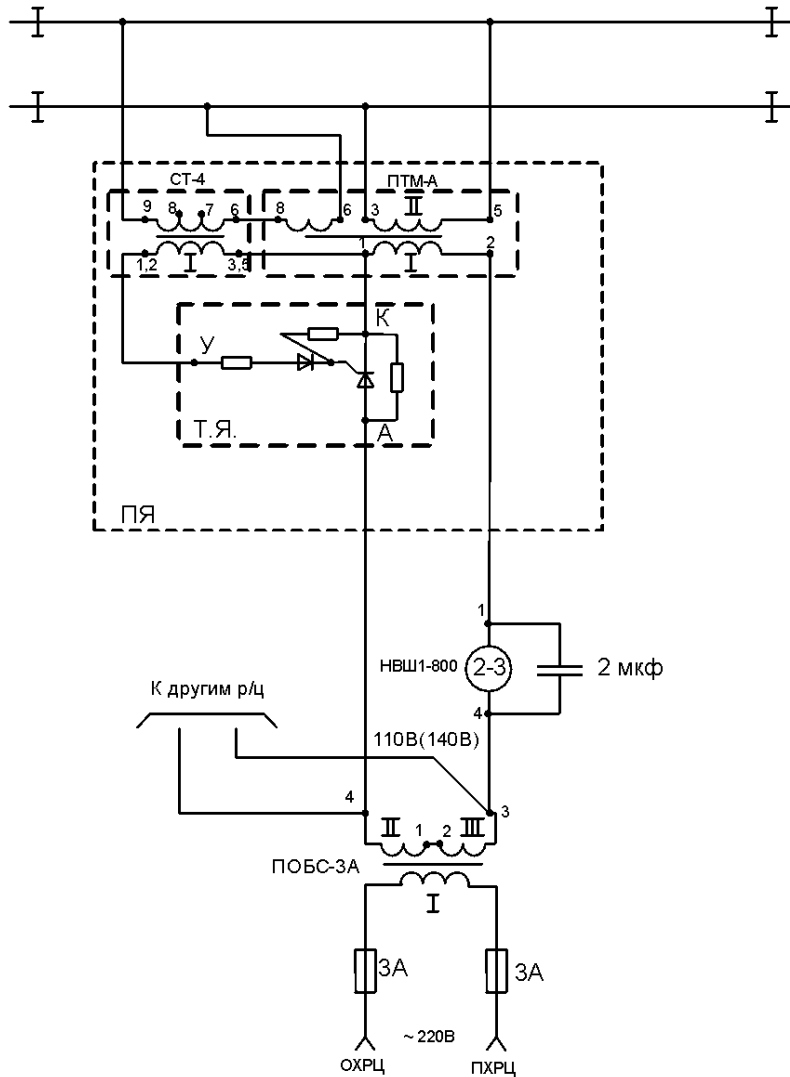 СТ-4
ПТМ-А
9
8
7
6
8
6
3
II
5
1,2
I
3,5
1
I
2
К
У
А
Т.Я.
ПЯ
1
НВШ1-800
2-3
2 мкф
4
К другим р/ц
110В(140В)
4
3
II
1
2
III
ПОБС-3А
I
3А
3А
~ 220В
ОХРЦ
ПХРЦ